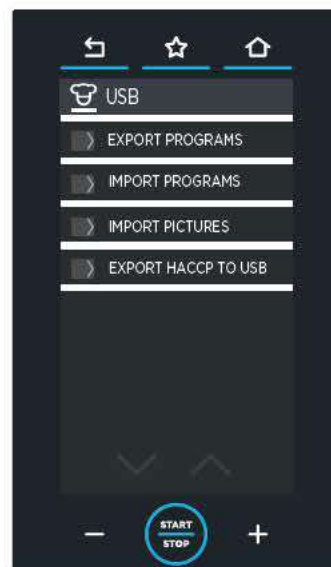 USB
EXPORT PROGRAMS
IMPORT PROGRAMS
IMPORT PICTURES
EXPORT HACCP TO USB
START
STOP